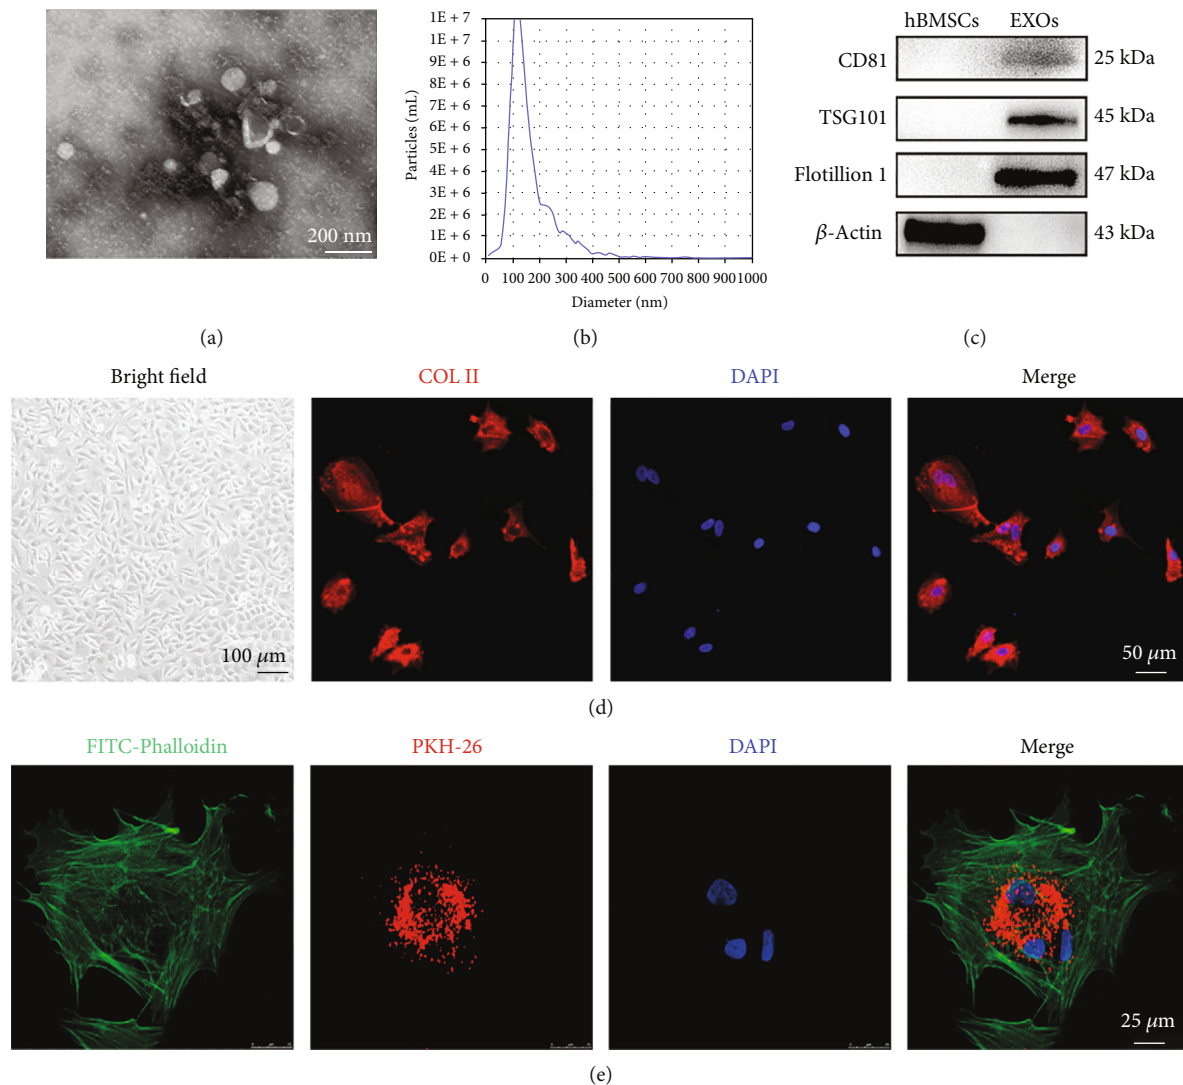 200 nm
(a)
Particles (mL)
1E + 7
1E + 7
9E + 6
8E + 6
7E + 6
6E + 6
5E + 6
4E + 6
3E + 6
2E + 6
1E + 6
0E + 0
0 100 200 300 400 500 600 700 800 900 1000
Diameter (nm)
(b)
hBMSCs EXOs
CD81 25 kDa
TSG101 45 kDa
Flotillion 1 47 kDa
β-Actin 43 kDa
(c)
Bright field COL II DAPI Merge
100 μm 50 μm
(d)
FITC-Phalloidin PKH-26 DAPI Merge
25 μm
(e)